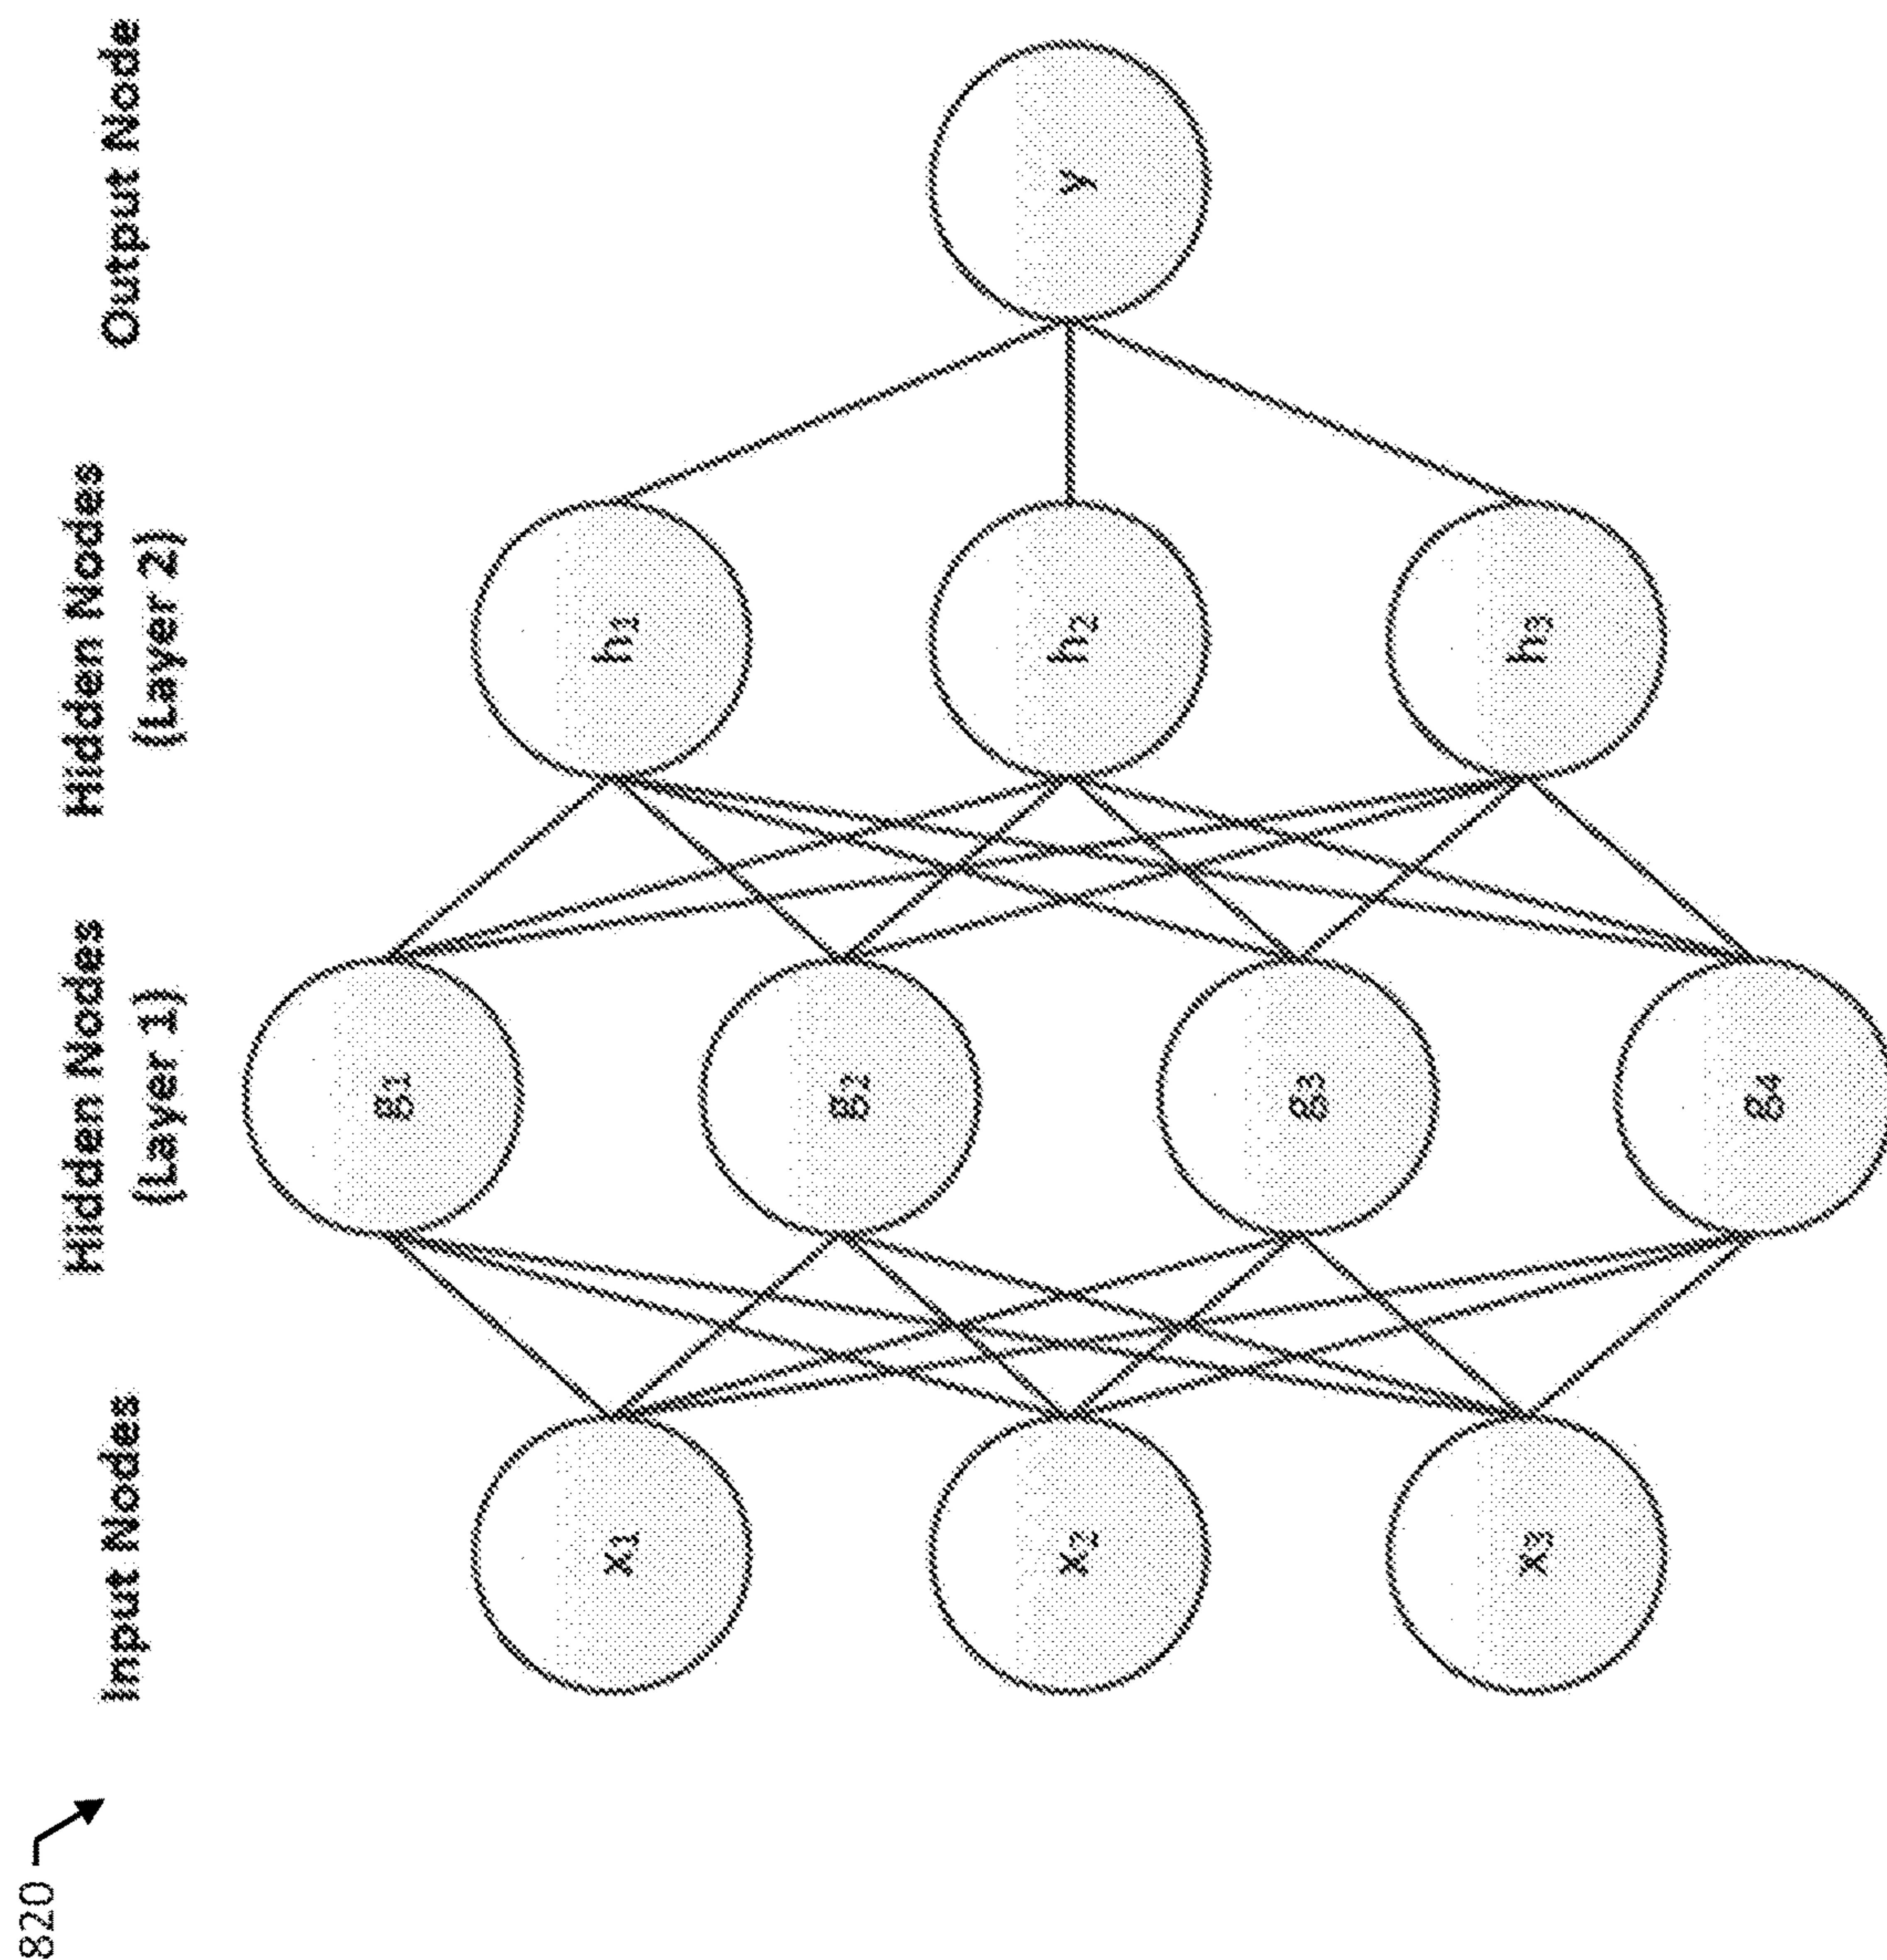 820
Input Nodes
Hidden Nodes
(Layer 1)
Hidden Nodes
(Layer 2)
Output Node
x₁
x₂
x₃
g₁
g₂
g₃
g₄
h₁
h₂
h₃
y